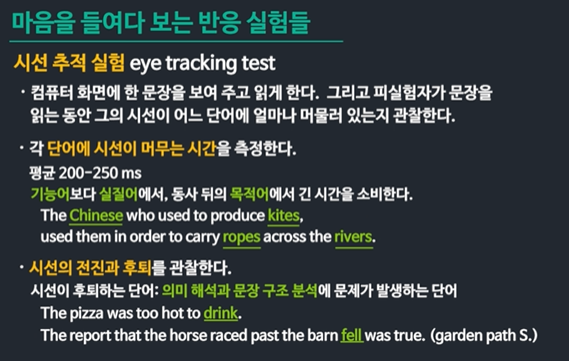 마음을 들여다 보는 반응 실험들
시선 추적 실험 eye tracking test
· 컴퓨터 화면에 한 문장을 보여 주고 읽게 한다. 그리고 피실험자가 문장을
읽는 동안 그의 시선이 어느 단어에 얼마나 머물러 있는지 관찰한다.
· 각 단어에 시선이 머무는 시간을 측정한다.
평균 200-250 ms
기능어보다 실질어에서, 동사 뒤의 목적어에서 긴 시간을 소비한다.
The Chinese who used to produce kites,
used them in order to carry ropes across the rivers.
· 시선의 전진과 후퇴를 관찰한다.
시선이 후퇴하는 단어: 의미 해석과 문장 구조 분석에 문제가 발생하는 단어
The pizza was too hot to drink.
The report that the horse raced past the barn fell was true. (garden path S.)